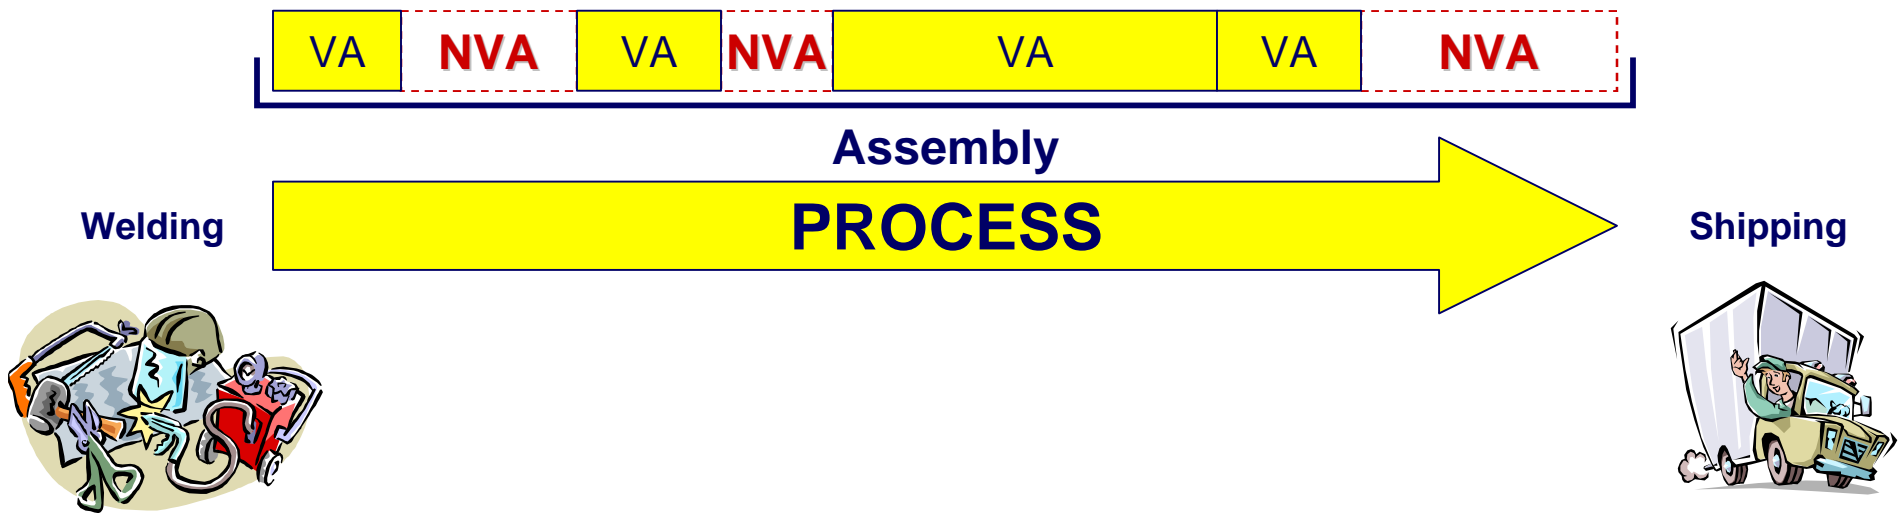 VA NVA VA NVA VA VA NVA
Assembly
Welding PROCESS Shipping